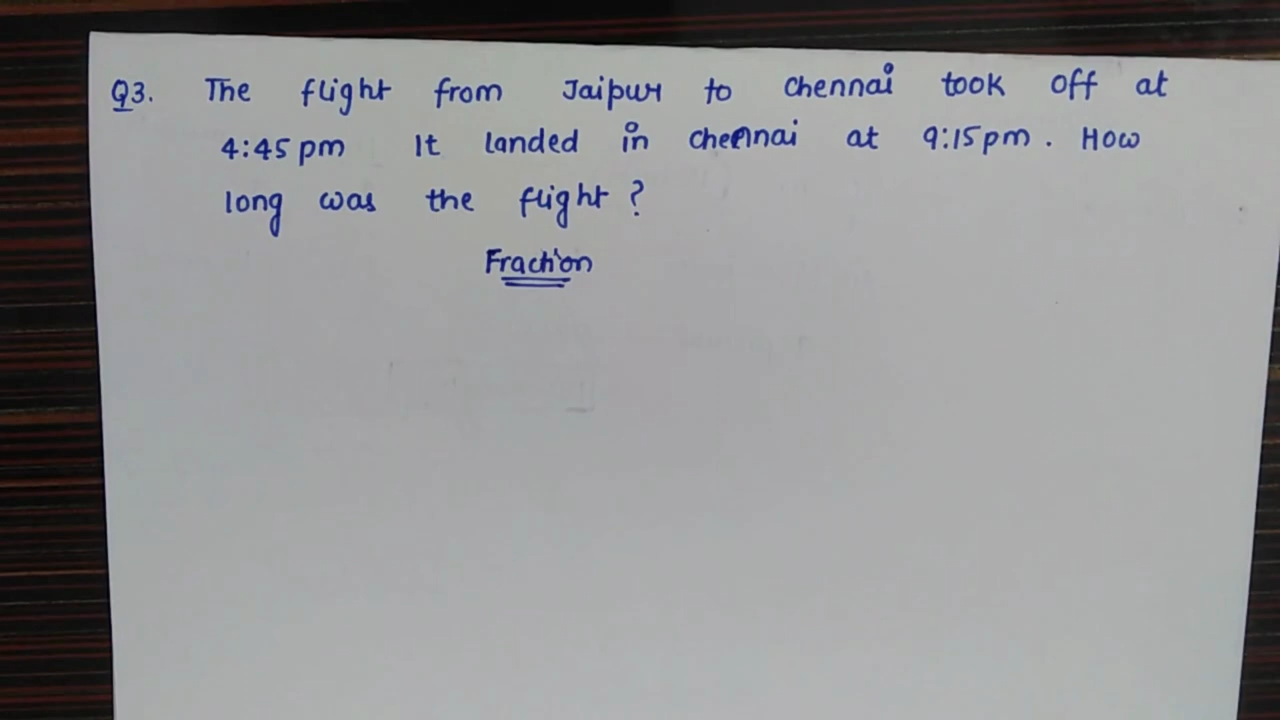 Q3. The flight from Jaipur to chennai took off at
4:45 pm It landed in chennai at 9:15 pm. How
long was the flight?
Fraction